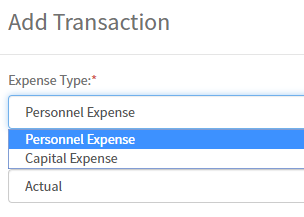 Add Transaction
Expense Type:*
Personnel Expense
Personnel Expense
Capital Expense
Actual